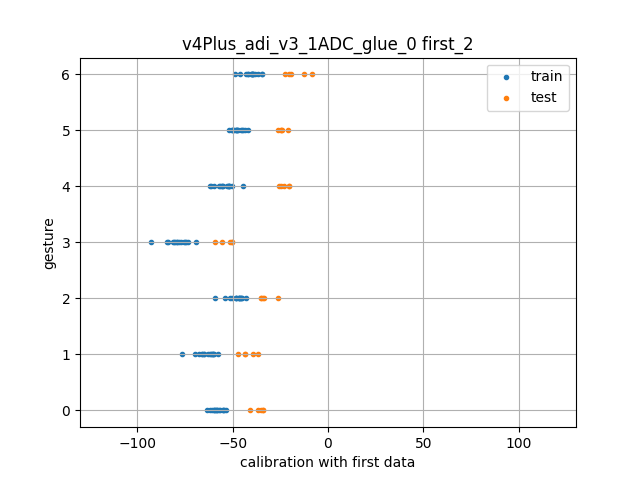 v4Plus_adi_v3_1ADC_glue_0 first_2
train
test
gesture
6
5
4
3
2
1
0
−100
−50
0
50
100
calibration with first data